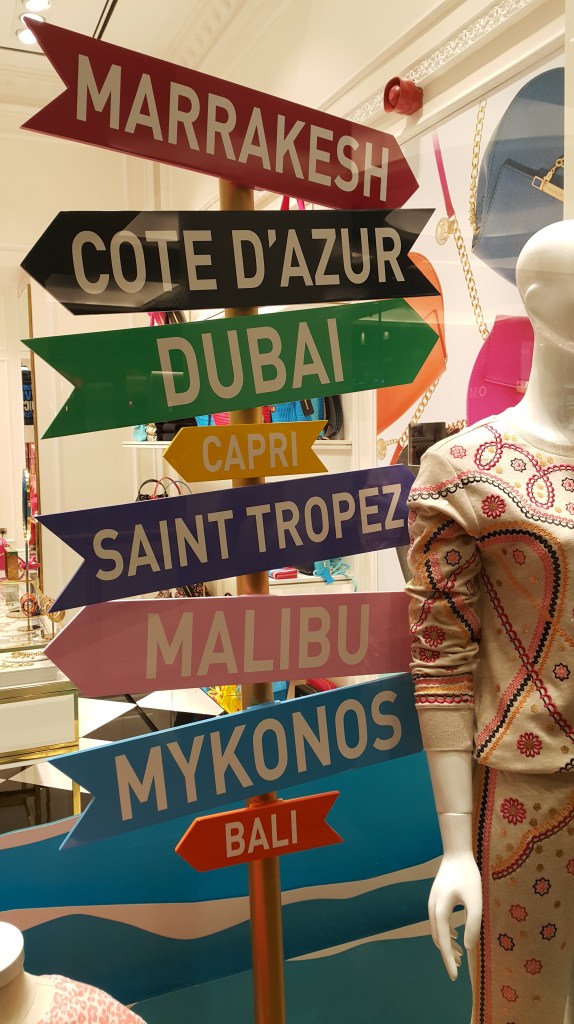 MARRAKESH
COTE D'AZUR
DUBAI
CAPRI
SAINT TROPEZ
MALIBU
MYKONOS
BALI